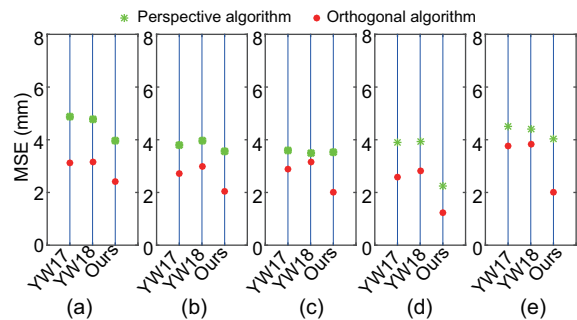 Perspective algorithm Orthogonal algorithm
MSE (mm)
8 8 8 8 8
6 6 6 6 6
4 4 4 4 4
2 2 2 2 2
0 0 0 0 0
YW17 YW18 Ours YW17 YW18 Ours YW17 YW18 Ours YW17 YW18 Ours YW17 YW18 Ours
(a) (b) (c) (d) (e)